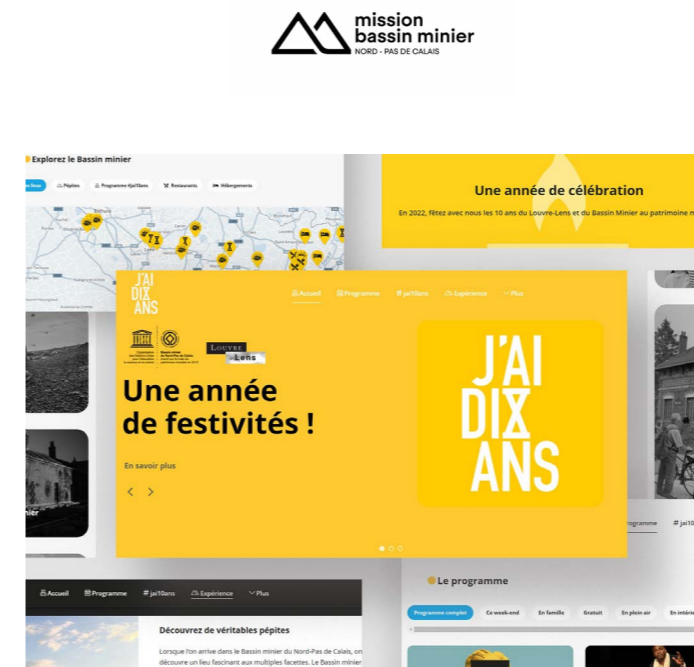 mission
bassin minier
NORD - PAS DE CALAIS
Explorez le Bassin minier
Pépites
Programme #jai10ans
Restaurants
Hébergements
Une année de célébration
En 2022, fêtez avec nous les 10 ans du Louvre-Lens et du Bassin Minier au patrimoine
J'AI
DIX
ANS
Accueil
Programme
#jai10ans
Expérience
Plus
LOUVRE
Lens
Une année
de festivités !
En savoir plus
J'AI
DIX
ANS
Accueil
Programme
#jai10ans
Expérience
Plus
Découvrez de véritables pépites
Lorsque l'on arrive dans le Bassin minier du Nord-Pas de Calais, on
découvre un lieu fascinant aux multiples facettes. Le Bassin minier
Le programme
Programme complet
Ce week-end
En famille
Gratuit
En plein air